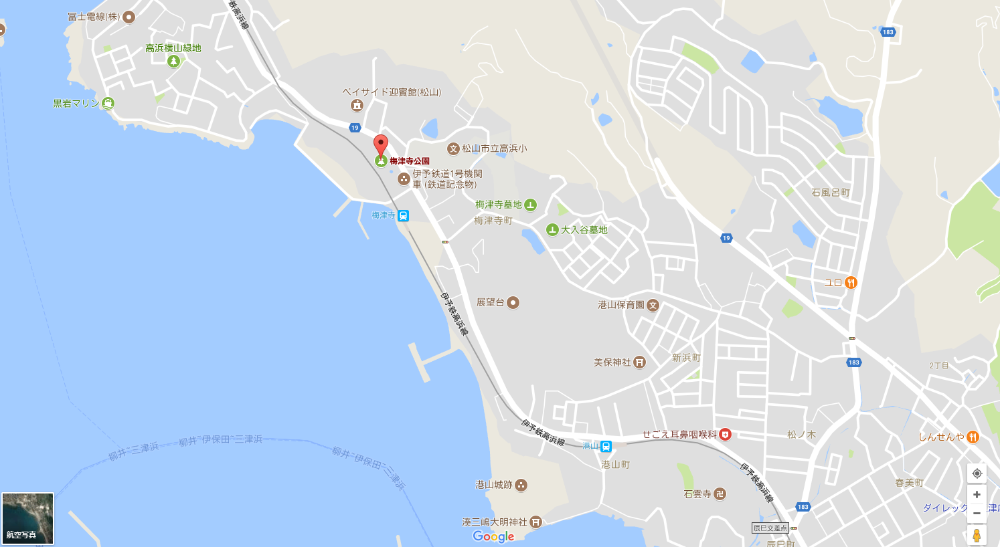 冨士電線(株)
伊予鉄高浜線
183
高浜横山緑地
ベイサイド迎賓館(松山)
黒岩マリン
19
文
松山市立高浜小
梅津寺公園
伊予鉄道1号機関
車 (鉄道記念物)
石風呂町
梅津寺墓地
梅津寺
梅津寺町
大入谷墓地
19
ユロ
伊予鉄高浜線
展望台
港山保育園
文
新浜町
美保神社
183
2丁目
伊予鉄高浜線
せごえ耳鼻咽喉科
松ノ木
しんせんや
柳井-三津浜
柳井-伊保田-三津浜
柳井-伊保田-三津浜
港山
港山町
伊予鉄高浜線
港山城跡
石雲寺
春美町
183
ダイレック
津店
湊三嶋大明神社
辰巳交差点
Google
航空写真
辰巳町